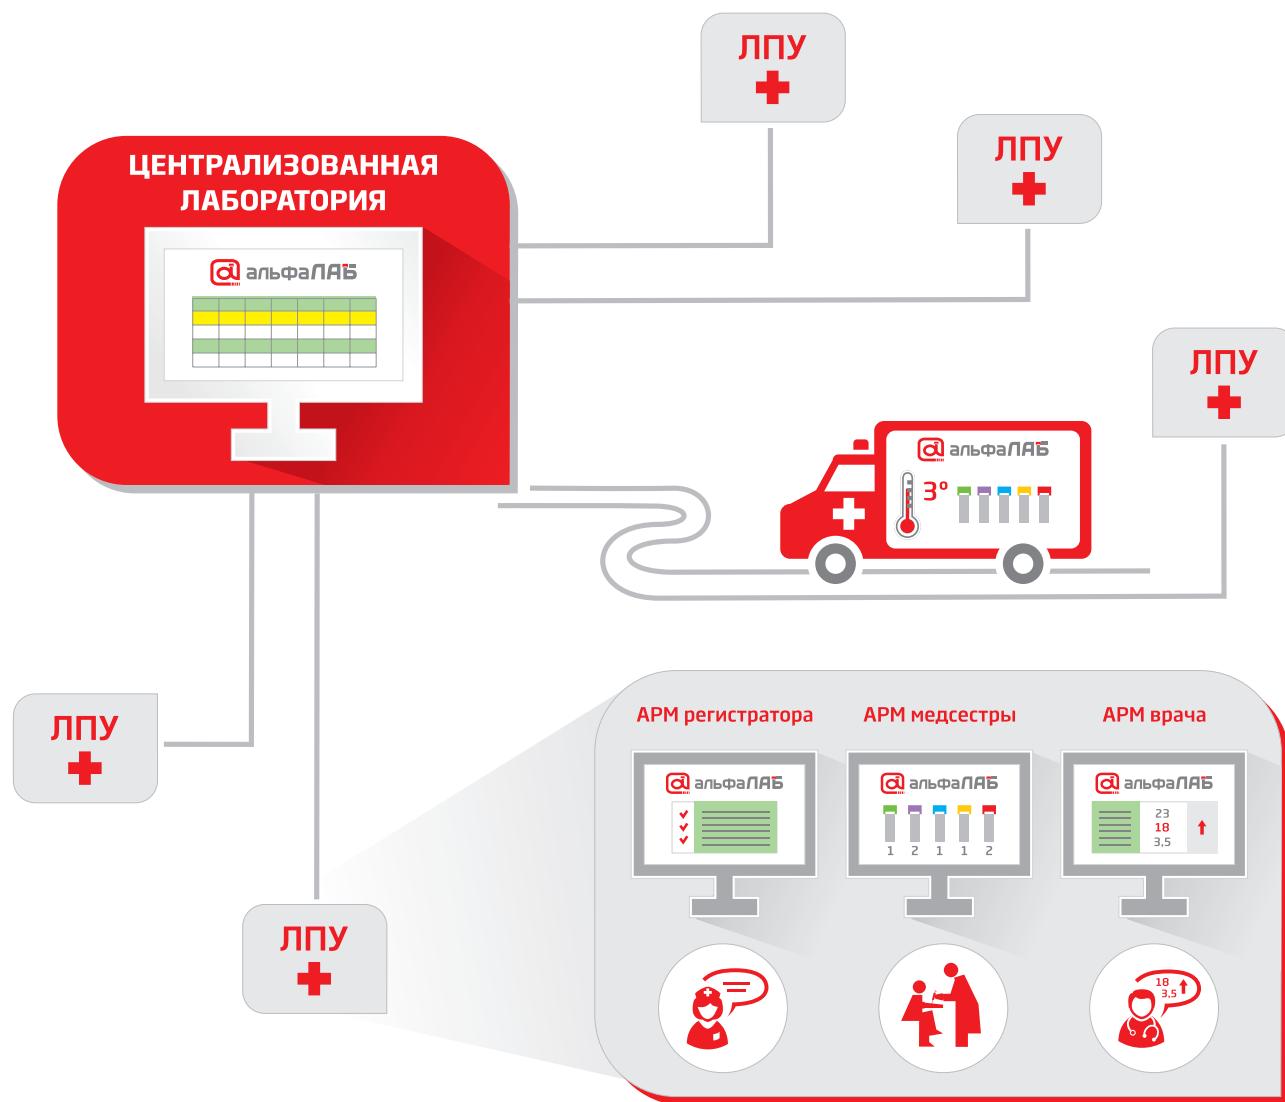 ЛПУ
ЛПУ
ЦЕНТРАЛИЗОВАННАЯ
ЛАБОРАТОРИЯ
альфаЛАБ
ЛПУ
альфаЛАБ
3°
ЛПУ
АРМ регистратора
АРМ медсестры
АРМ врача
альфаЛАБ
альфаЛАБ
1 2 1 1 2
альфаЛАБ
23
18
3,5
ЛПУ
18
3.5